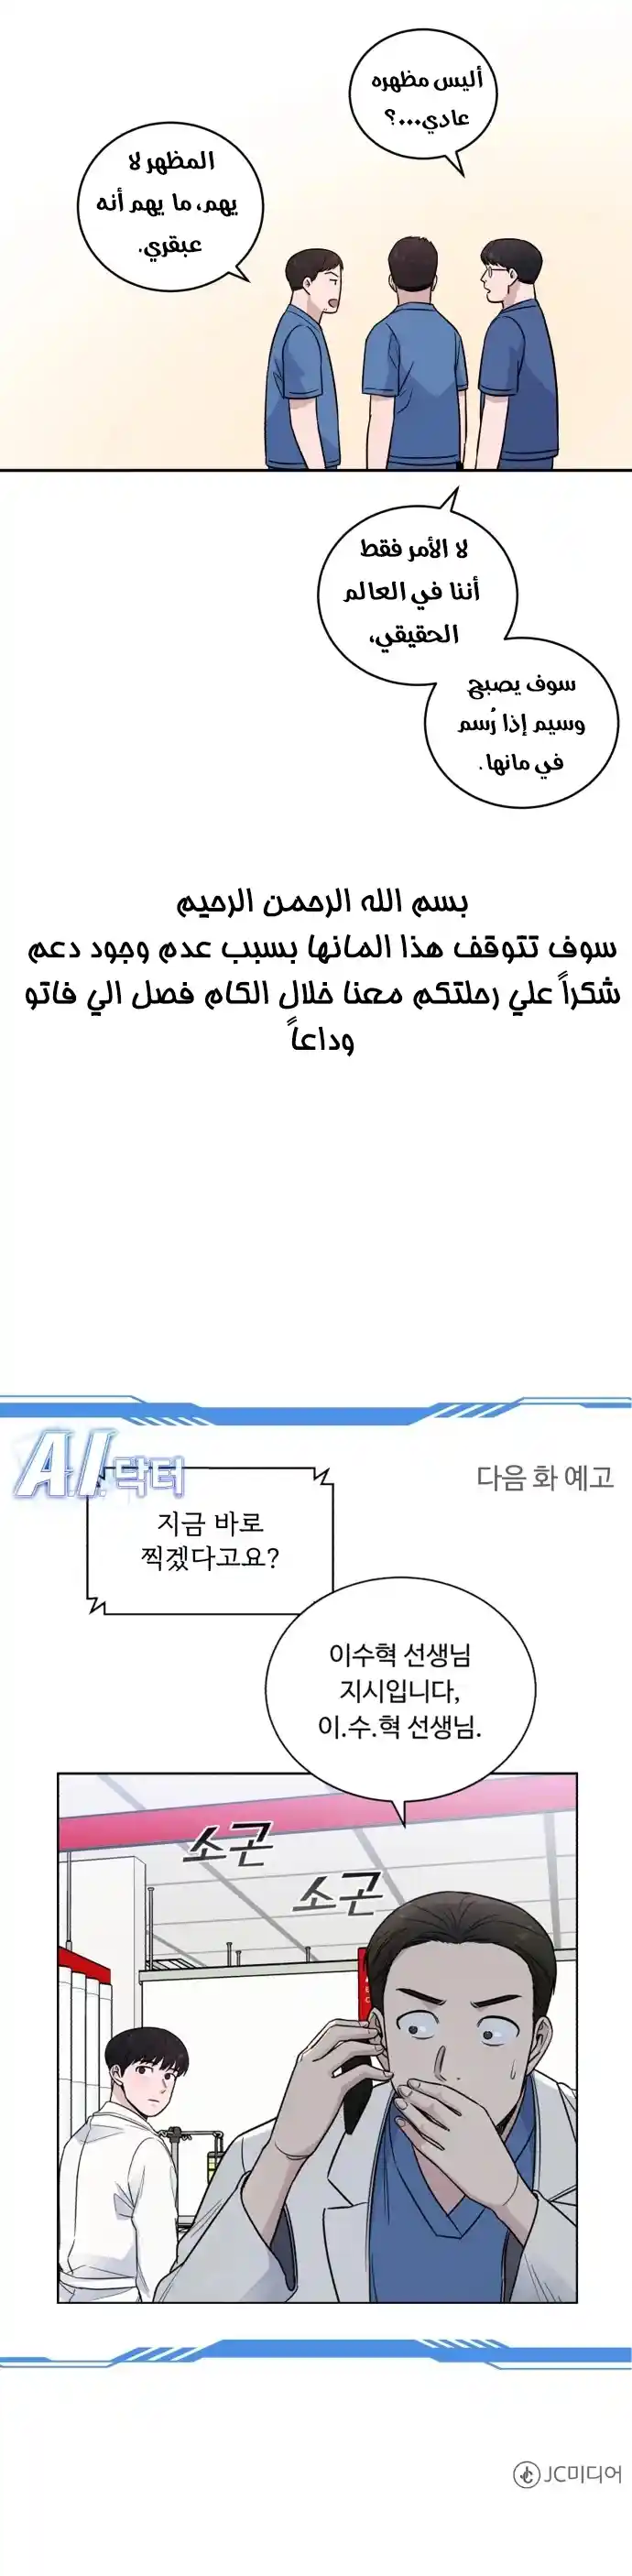 أليس مظهره
عادي...؟
المظهر لا
يهم، ما يهم أنه
عبقري.
لا الأمر فقط
أننا في العالم
الحقيقي،
سوف يصبح
وسيم إذا رُسم
في مانها.
بسم الله الرحمن الرحيم
سوف تتوقف هذا المانها بسبب عدم وجود دعم
شكراً علي رحلتكم معنا خلال الكام فصل الي فاتو
وداعاً
A.I. 닥터
다음 화 예고
지금 바로
찍겠다고요?
이수혁 선생님
지시입니다,
이.수.혁 선생님.
소곤
소곤
JC미디어